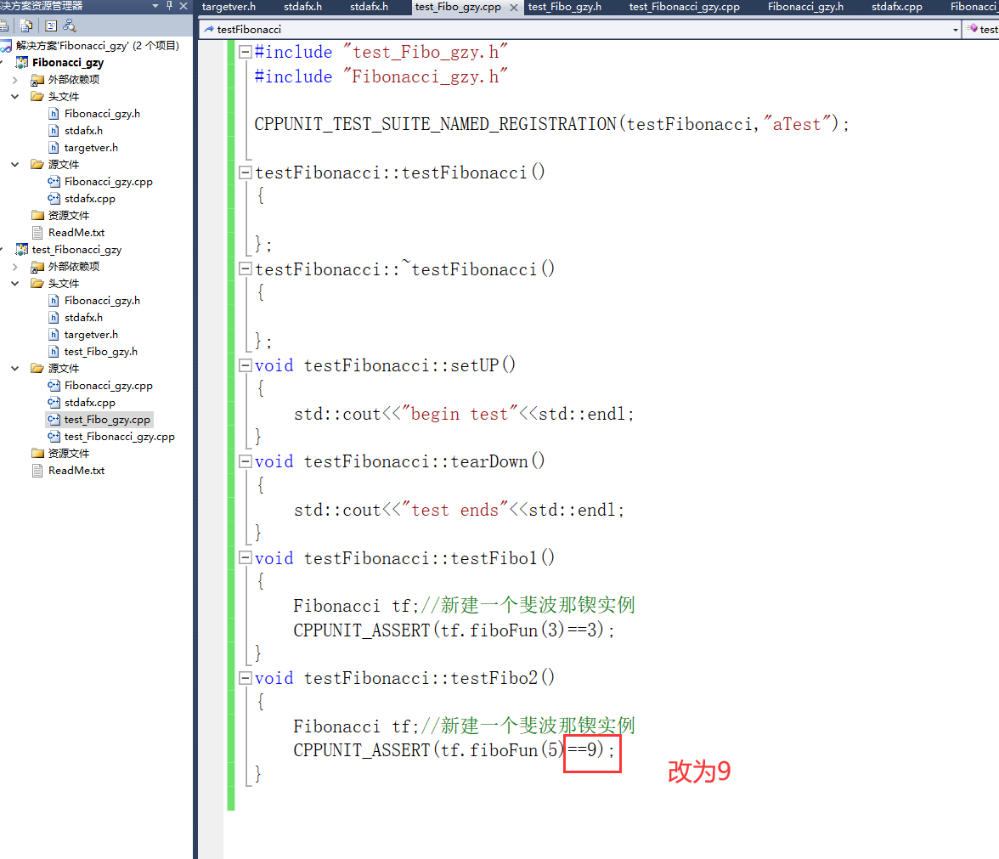 解决方案资源管理器
targetver.h stdafx.h stdafx.h test_Fibo_gzy.cpp test_Fibo_gzy.h test_Fibonacci_gzy.cpp Fibonacci_gzy.h stdafx.cpp Fibonacci_
testFibonacci test
解决方案'Fibonacci_gzy' (2 个项目)
Fibonacci_gzy
外部依赖项
头文件
Fibonacci_gzy.h
stdafx.h
targetver.h
源文件
Fibonacci_gzy.cpp
stdafx.cpp
资源文件
ReadMe.txt
test_Fibonacci_gzy
外部依赖项
头文件
Fibonacci_gzy.h
stdafx.h
targetver.h
test_Fibo_gzy.h
源文件
Fibonacci_gzy.cpp
stdafx.cpp
test_Fibo_gzy.cpp
test_Fibonacci_gzy.cpp
资源文件
ReadMe.txt
#include "test_Fibo_gzy.h"
#include "Fibonacci_gzy.h"
CPPUNIT_TEST_SUITE_NAMED_REGISTRATION(testFibonacci,"aTest");
testFibonacci::testFibonacci()
{
};
testFibonacci::~testFibonacci()
{
};
void testFibonacci::setUP()
{
std::cout<<"begin test"<<std::endl;
}
void testFibonacci::tearDown()
{
std::cout<<"test ends"<<std::endl;
}
void testFibonacci::testFibo1()
{
Fibonacci tf;//新建一个斐波那锲实例
CPPUNIT_ASSERT(tf.fiboFun(3)==3);
}
void testFibonacci::testFibo2()
{
Fibonacci tf;//新建一个斐波那锲实例
CPPUNIT_ASSERT(tf.fiboFun(5)==9);
}
改为9